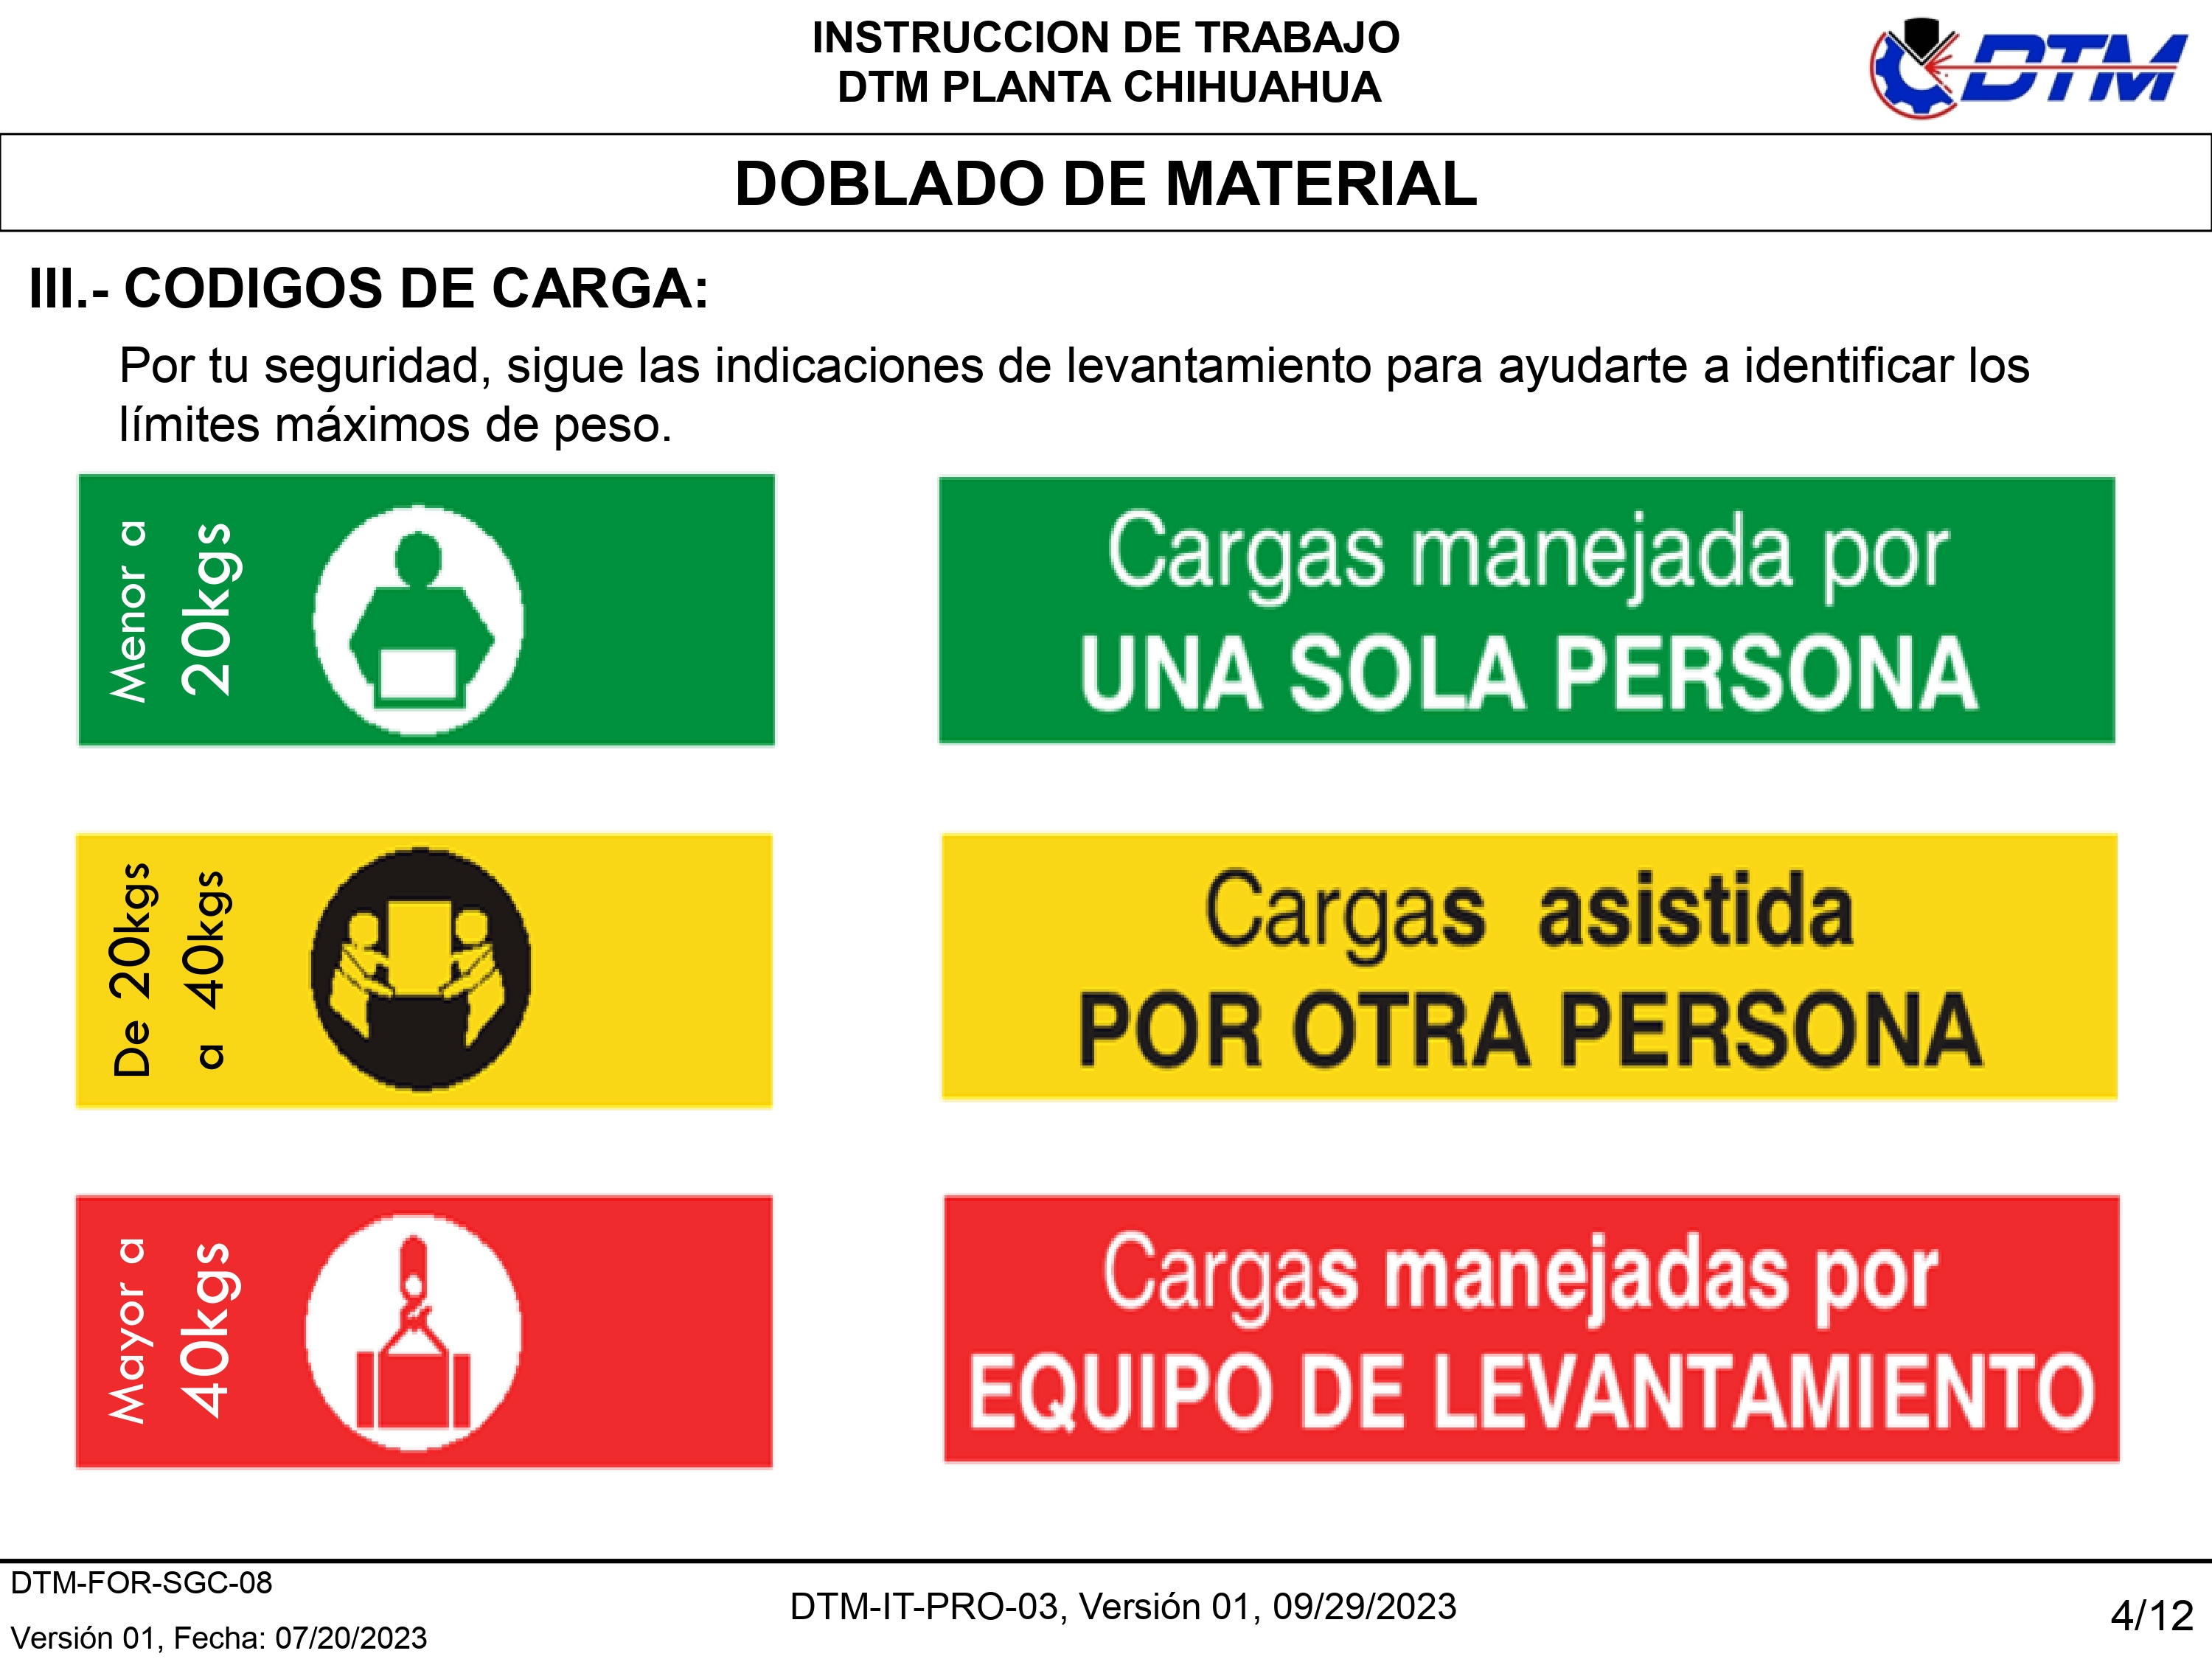 INSTRUCCION DE TRABAJO
DTM PLANTA CHIHUAHUA
DTM
DOBLADO DE MATERIAL
III.- CODIGOS DE CARGA:
Por tu seguridad, sigue las indicaciones de levantamiento para ayudarte a identificar los
límites máximos de peso.
Menor a
20kgs
Cargas manejada por
UNA SOLA PERSONA
De 20kgs
a 40kgs
Cargas asistida
POR OTRA PERSONA
Mayor a
40kgs
Cargas manejadas por
EQUIPO DE LEVANTAMIENTO
DTM-FOR-SGC-08
Versión 01, Fecha: 07/20/2023
DTM-IT-PRO-03, Versión 01, 09/29/2023
4/12